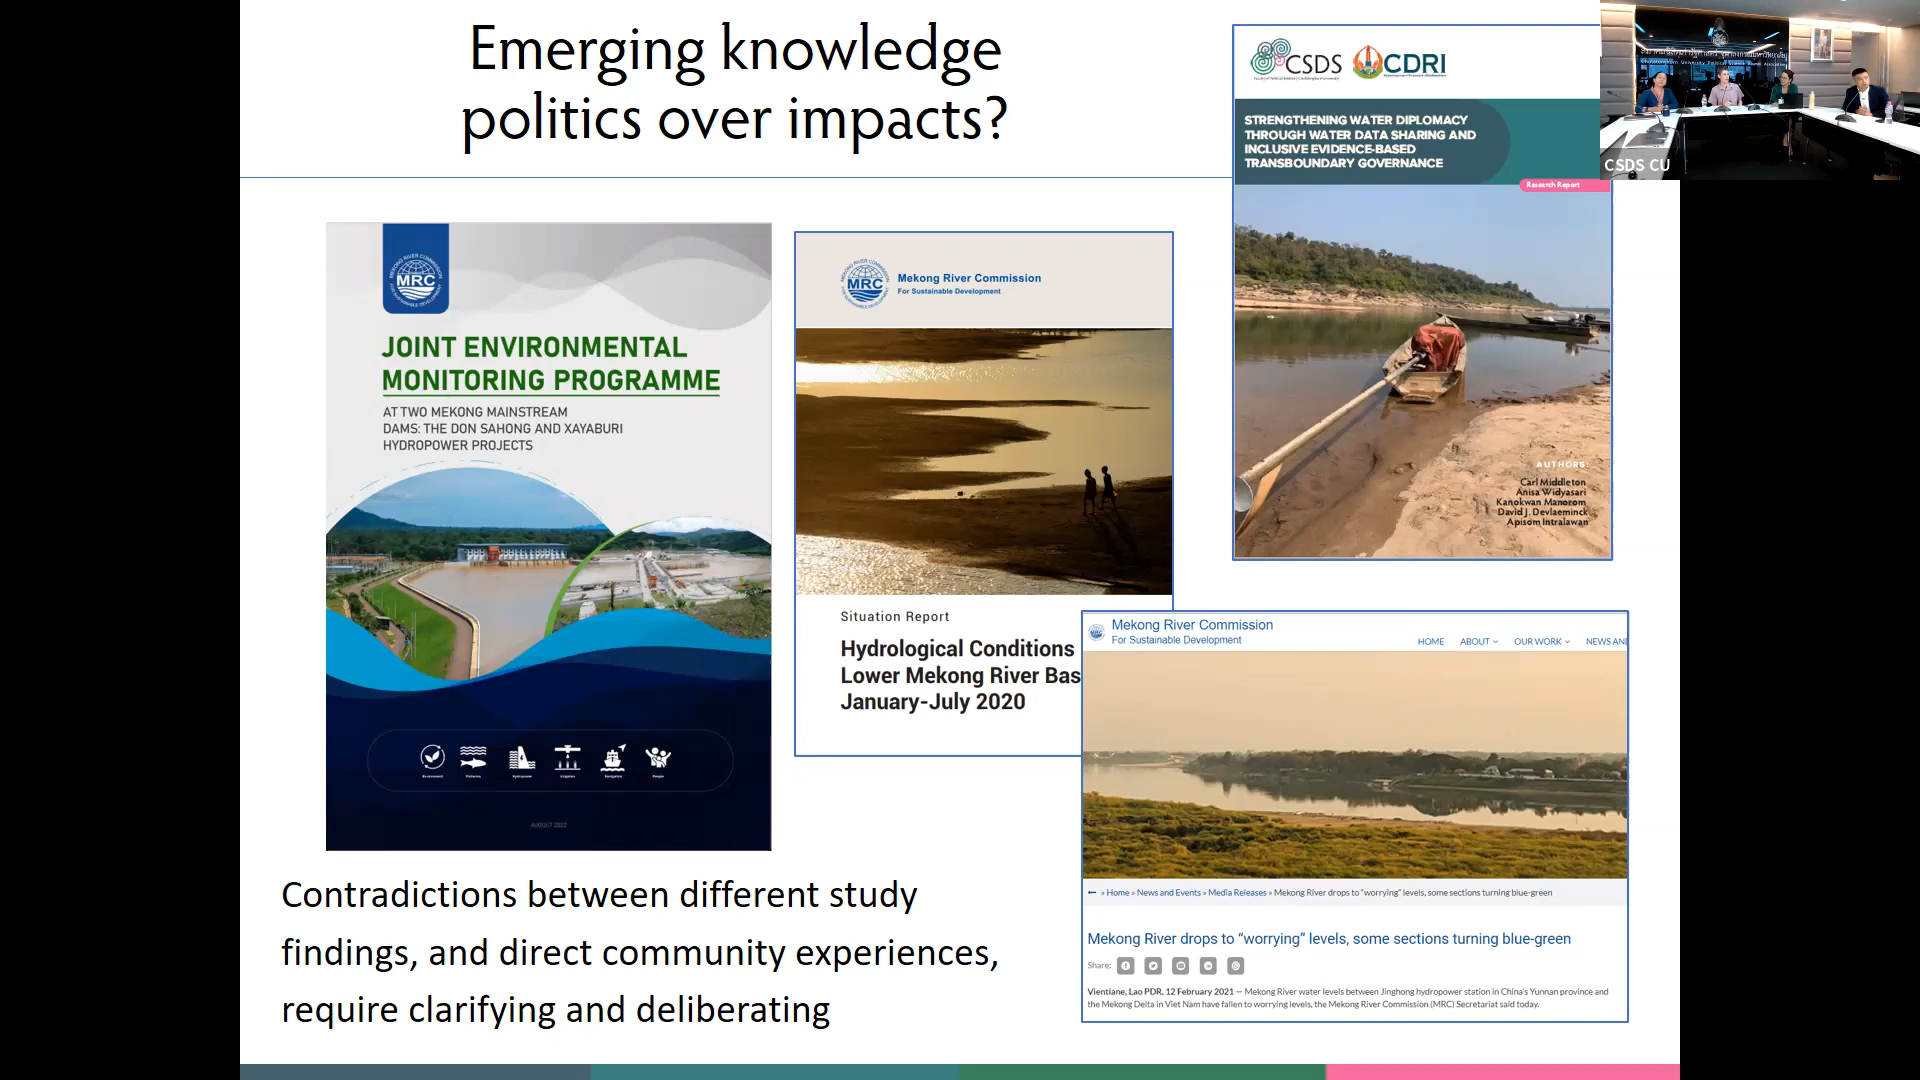 Emerging knowledge
politics over impacts?
MRC
JOINT ENVIRONMENTAL
MONITORING PROGRAMME
AT TWO MEKONG MAINSTREAM
DAMS: THE DON SAHONG AND XAYABURI
HYDROPOWER PROJECTS
Environment Fisheries Hydropower Irrigation Navigation People
AUGUST 2022
MRC
Mekong River Commission
For Sustainable Development
Situation Report
Hydrological Conditions
Lower Mekong River Bas
January-July 2020
CSDS CDRI
STRENGTHENING WATER DIPLOMACY
THROUGH WATER DATA SHARING AND
INCLUSIVE EVIDENCE-BASED
TRANSBOUNDARY GOVERNANCE
Research Report
AUTHORS:
Carl Middleton
Anisa Widyasari
Kanokwan Manorom
David J. Devlaeminck
Apisom Intralawan
CSDS CU
Mekong River Commission
For Sustainable Development
HOME ABOUT OUR WORK NEWS AND
» Home » News and Events » Media Releases » Mekong River drops to “worrying” levels, some sections turning blue-green
Mekong River drops to “worrying” levels, some sections turning blue-green
Share:
Vientiane, Lao PDR, 12 February 2021 — Mekong River water levels between Jinghong hydropower station in China's Yunnan province and
the Mekong Delta in Viet Nam have fallen to worrying levels, the Mekong River Commission (MRC) Secretariat said today.
Contradictions between different study
findings, and direct community experiences,
require clarifying and deliberating